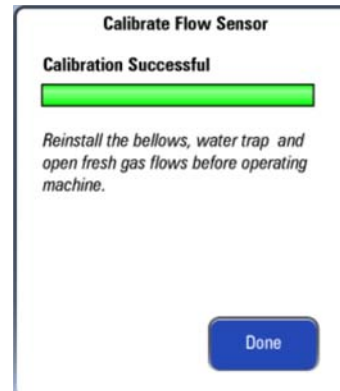 Calibrate Flow Sensor
Calibration Successful
Reinstall the bellows, water trap and
open fresh gas flows before operating
machine.
Done